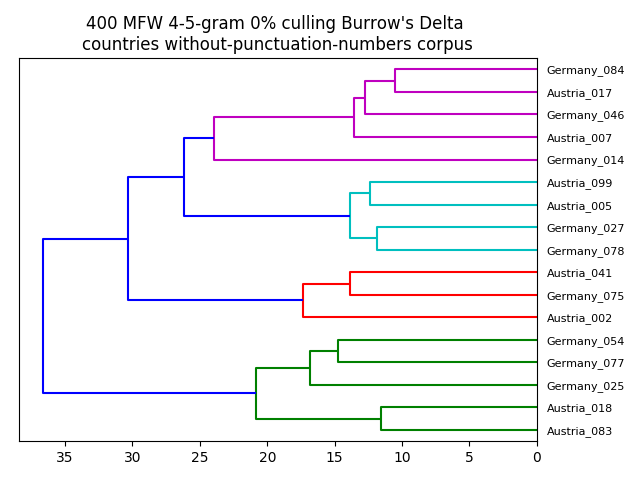 400 MFW 4-5-gram 0% culling Burrow's Delta
countries without-punctuation-numbers corpus
Germany_084
Austria_017
Germany_046
Austria_007
Germany_014
Austria_099
Austria_005
Germany_027
Germany_078
Austria_041
Germany_075
Austria_002
Germany_054
Germany_077
Germany_025
Austria_018
Austria_083
35 30 25 20 15 10 5 0